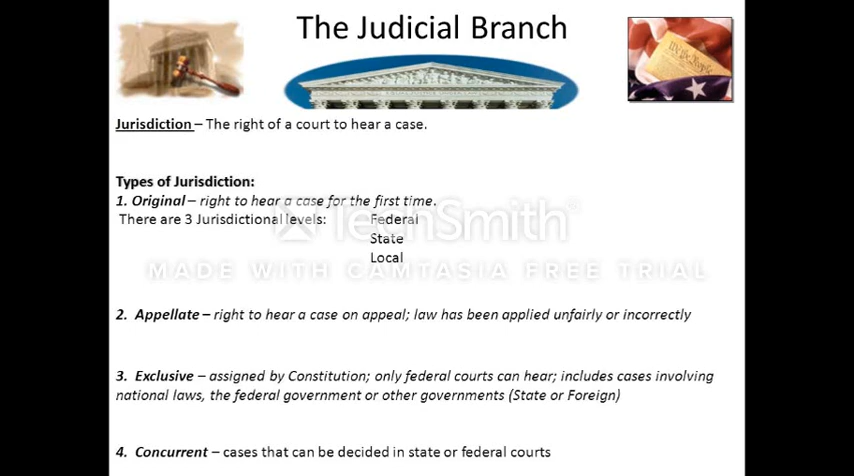 The Judicial Branch
We the People
Jurisdiction – The right of a court to hear a case.
Types of Jurisdiction:
1. Original – right to hear a case for the first time.
There are 3 Jurisdictional levels: Federal
State
Local
TechSmith®
MADE WITH CAMTASIA FREE TRIAL
2. Appellate – right to hear a case on appeal; law has been applied unfairly or incorrectly
3. Exclusive – assigned by Constitution; only federal courts can hear; includes cases involving
national laws, the federal government or other governments (State or Foreign)
4. Concurrent – cases that can be decided in state or federal courts